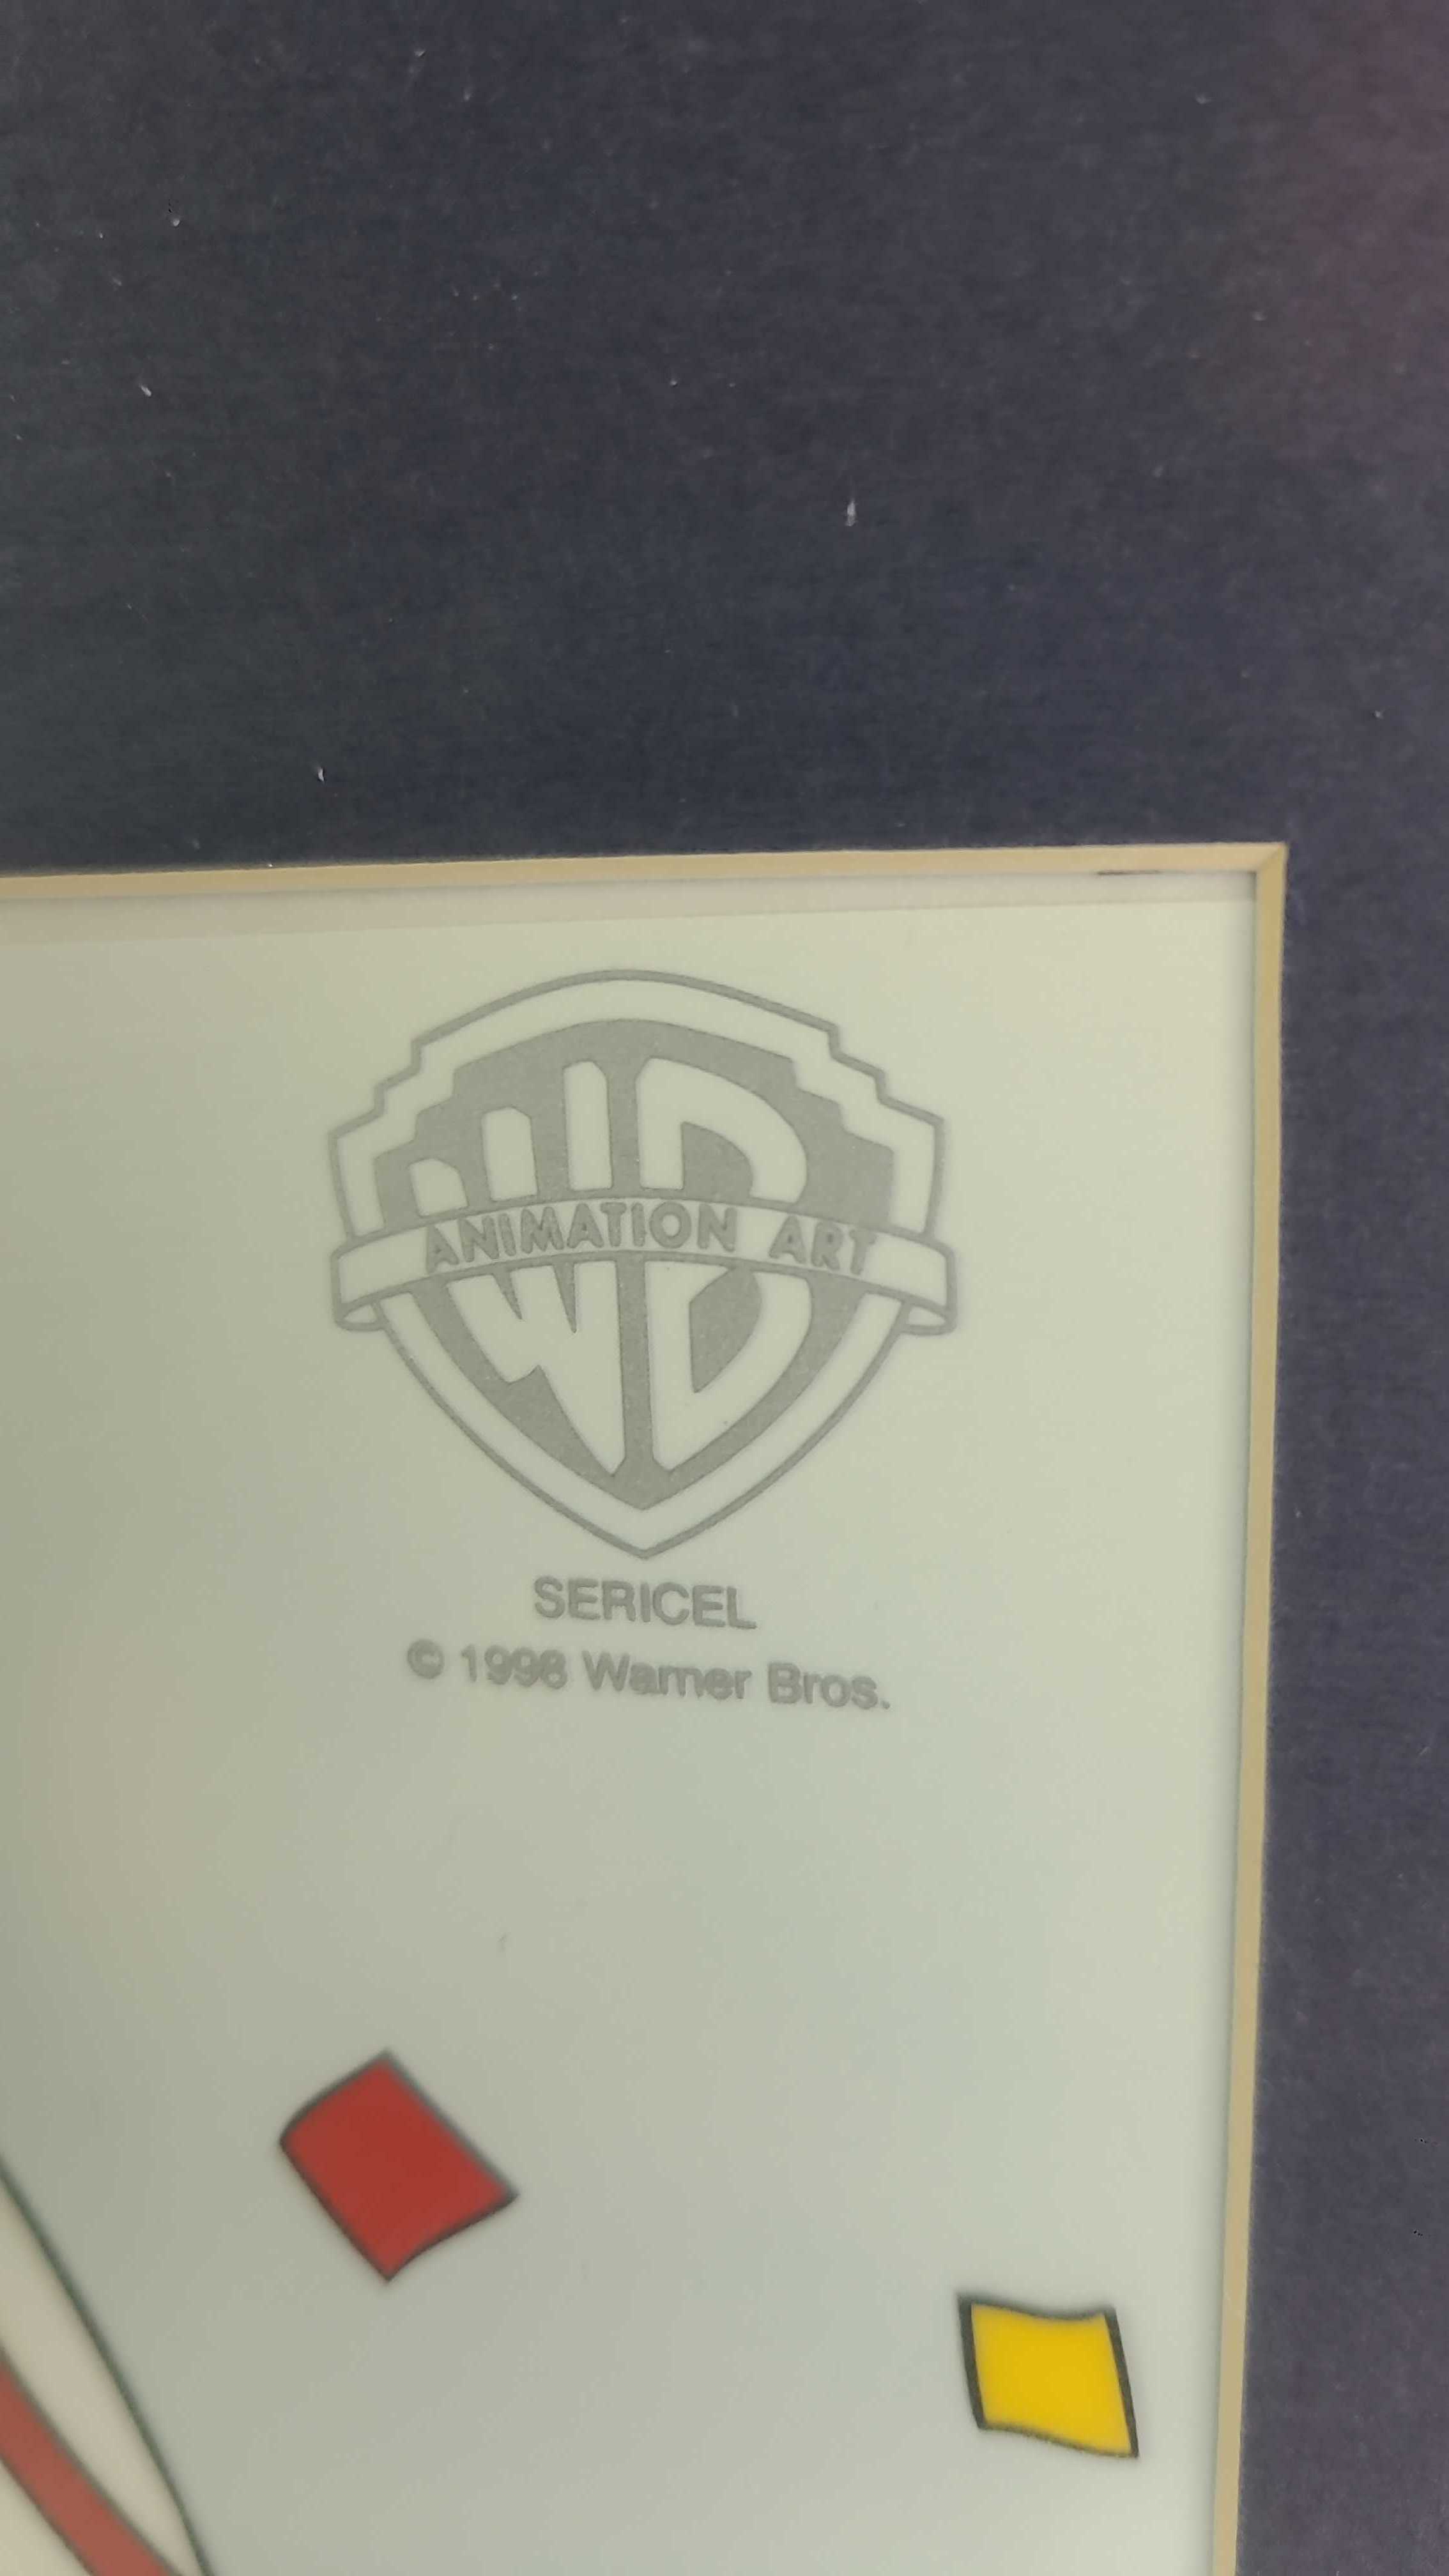 WB
ANIMATION ART
SERICEL
© 1998 Warner Bros.